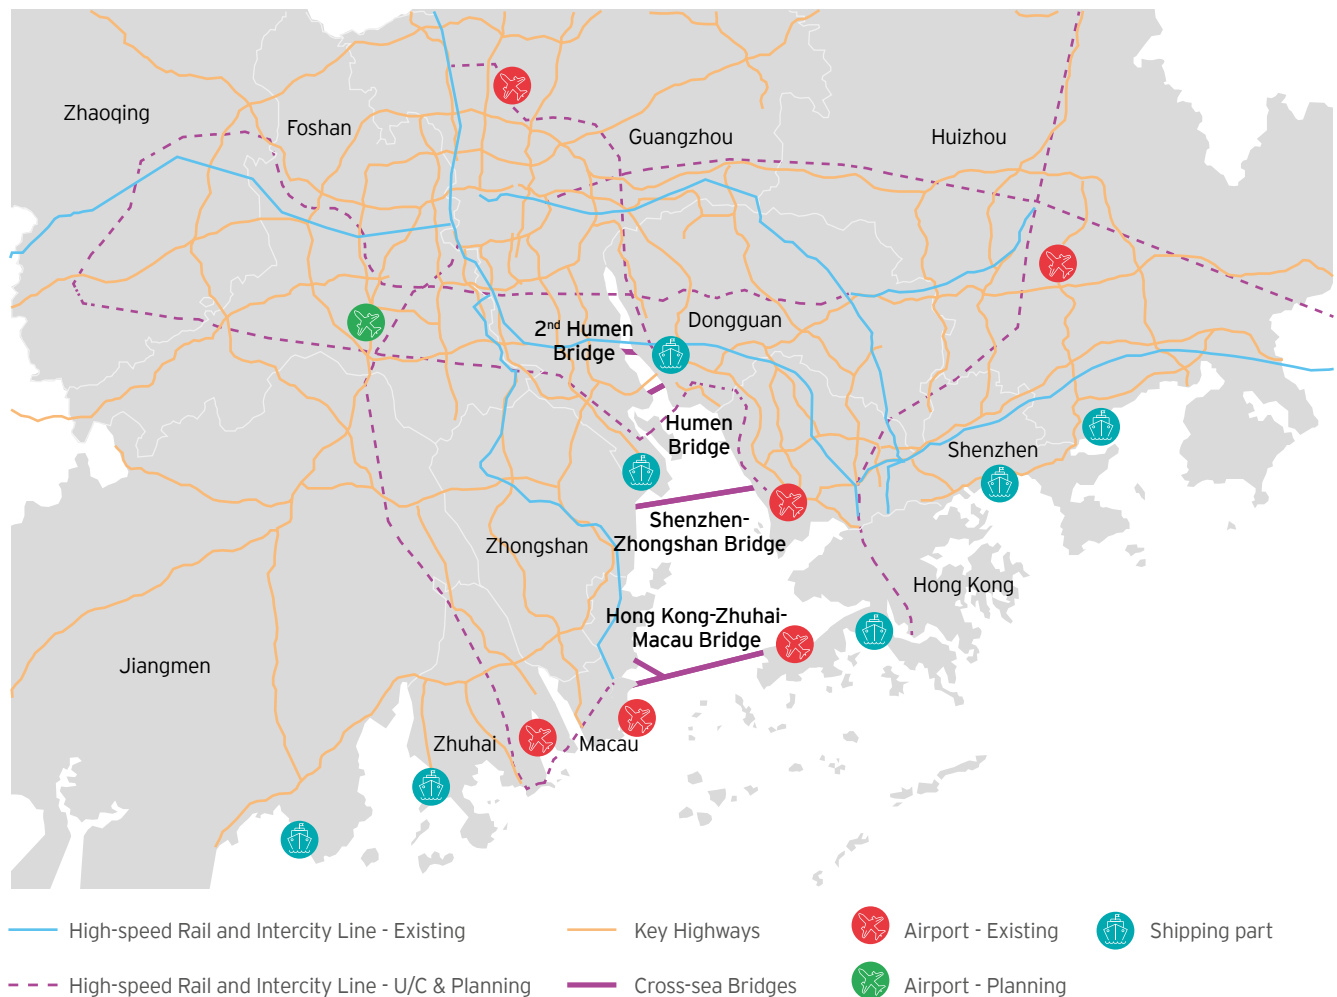 Zhaoqing
Foshan
Guangzhou
Huizhou
2nd Humen
Bridge
Dongguan
Humen
Bridge
Shenzhen
Shenzhen-
Zhongshan Bridge
Zhongshan
Hong Kong
Hong Kong-Zhuhai-
Macau Bridge
Jiangmen
Zhuhai
Macau
High-speed Rail and Intercity Line - Existing
Key Highways
Airport - Existing
Shipping part
High-speed Rail and Intercity Line - U/C & Planning
Cross-sea Bridges
Airport - Planning